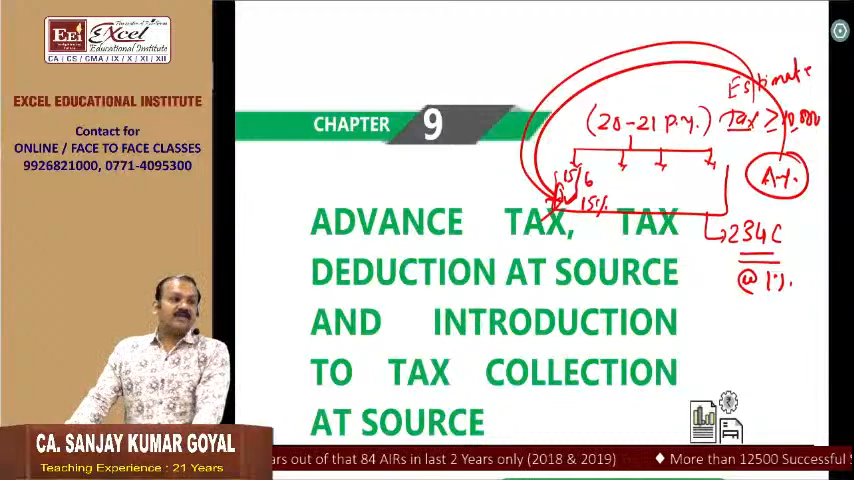 EEi
Excel
Educational Institute
CA / CS / CMA / IX / X / XI / XII
EXCEL EDUCATIONAL INSTITUTE
Contact for
ONLINE / FACE TO FACE CLASSES
9926821000, 0771-4095300
CHAPTER 9
Estimate
(20-21 P.Y.) Tax ≥ 10,000
15/6
15%
A.Y.
234C
@ 1%.
ADVANCE TAX, TAX
DEDUCTION AT SOURCE
AND INTRODUCTION
TO TAX COLLECTION
AT SOURCE
CA. SANJAY KUMAR GOYAL
Teaching Experience : 21 Years
ars out of that 84 AIRs in last 2 Years only (2018 & 2019) ♦ More than 12500 Successful S